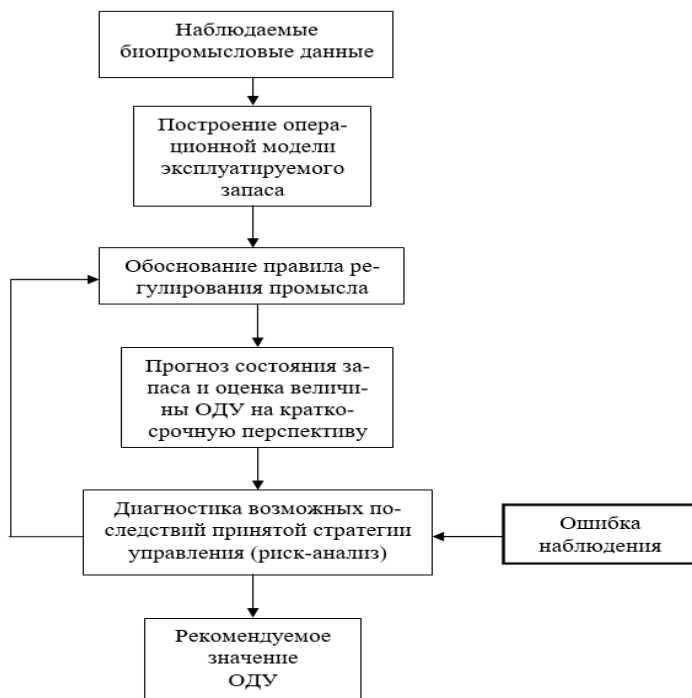 Наблюдаемые
биопромысловые данные
Построение опера-
ционной модели
эксплуатируемого
запаса
Обоснование правила ре-
гулирования промысла
Прогноз состояния за-
паса и оценка величи-
ны ОДУ на кратко-
срочную перспективу
Диагностика возможных по-
следствий принятой стратегии
управления (риск-анализ)
Ошибка
наблюдения
Рекомендуемое
значение
ОДУ